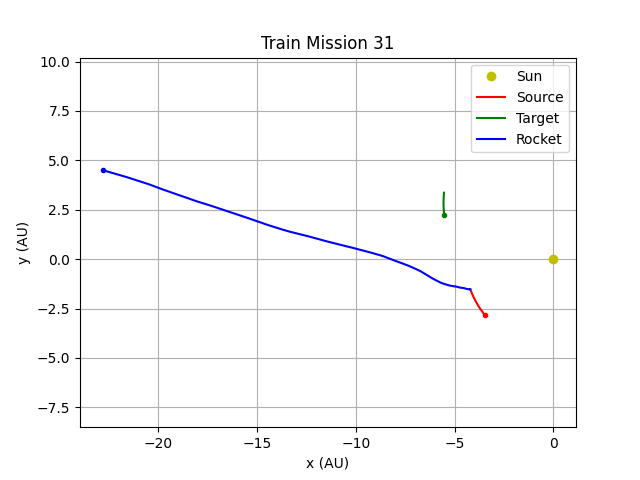 Train Mission 31
10.0
7.5
5.0
2.5
0.0
−2.5
−5.0
−7.5
y (AU)
−20
−15
−10
−5
0
x (AU)
Sun
Source
Target
Rocket